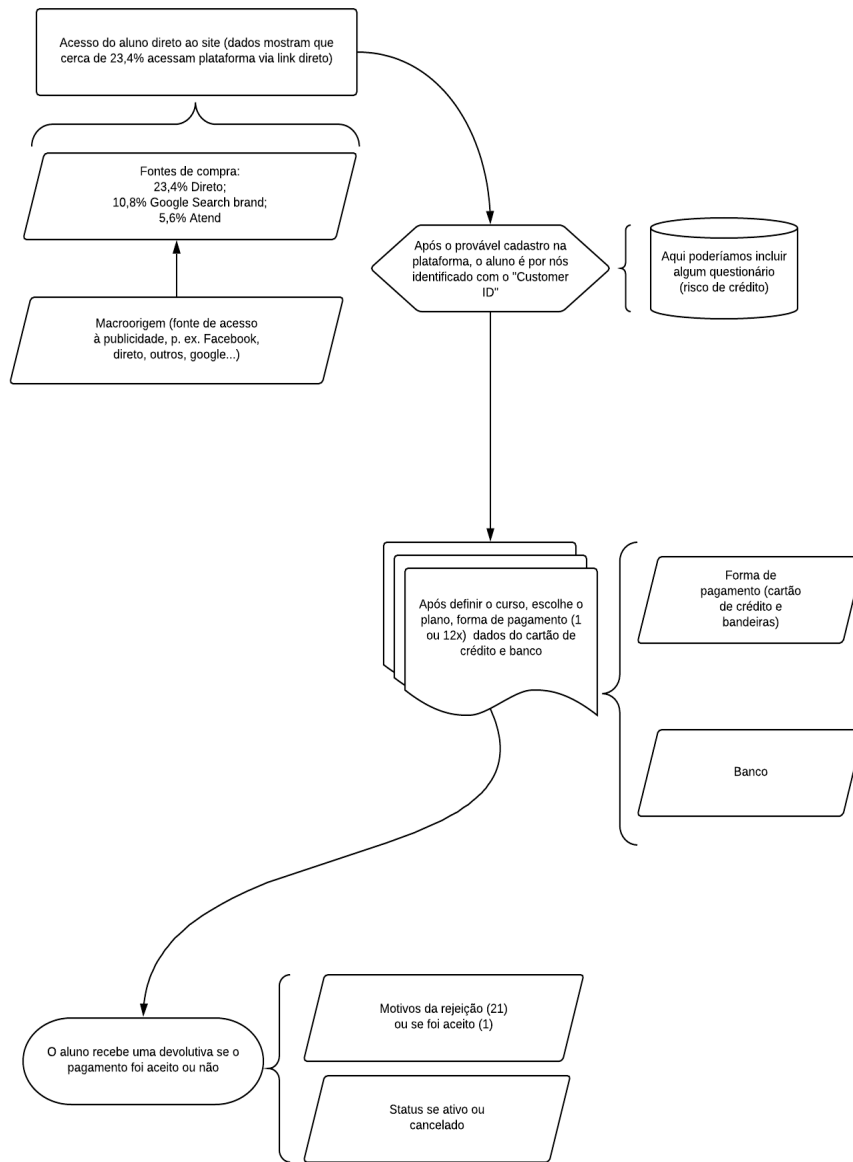 Acesso do aluno direto ao site (dados mostram que
cerca de 23,4% acessam plataforma via link direto)
Fontes de compra:
23,4% Direto;
10,8% Google Search brand;
5,6% Atend
Macroorigem (fonte de acesso
à publicidade, p. ex. Facebook,
direto, outros, google...)
Após o provável cadastro na
plataforma, o aluno é por nós
identificado com o "Customer
ID"
Aqui poderíamos incluir
algum questionário
(risco de crédito)
Após definir o curso, escolhe o
plano, forma de pagamento (1
ou 12x) dados do cartão de
crédito e banco
Forma de
pagamento (cartão
de crédito e
bandeiras)
Banco
O aluno recebe uma devolutiva se o
pagamento foi aceito ou não
Motivos da rejeição (21)
ou se foi aceito (1)
Status se ativo ou
cancelado